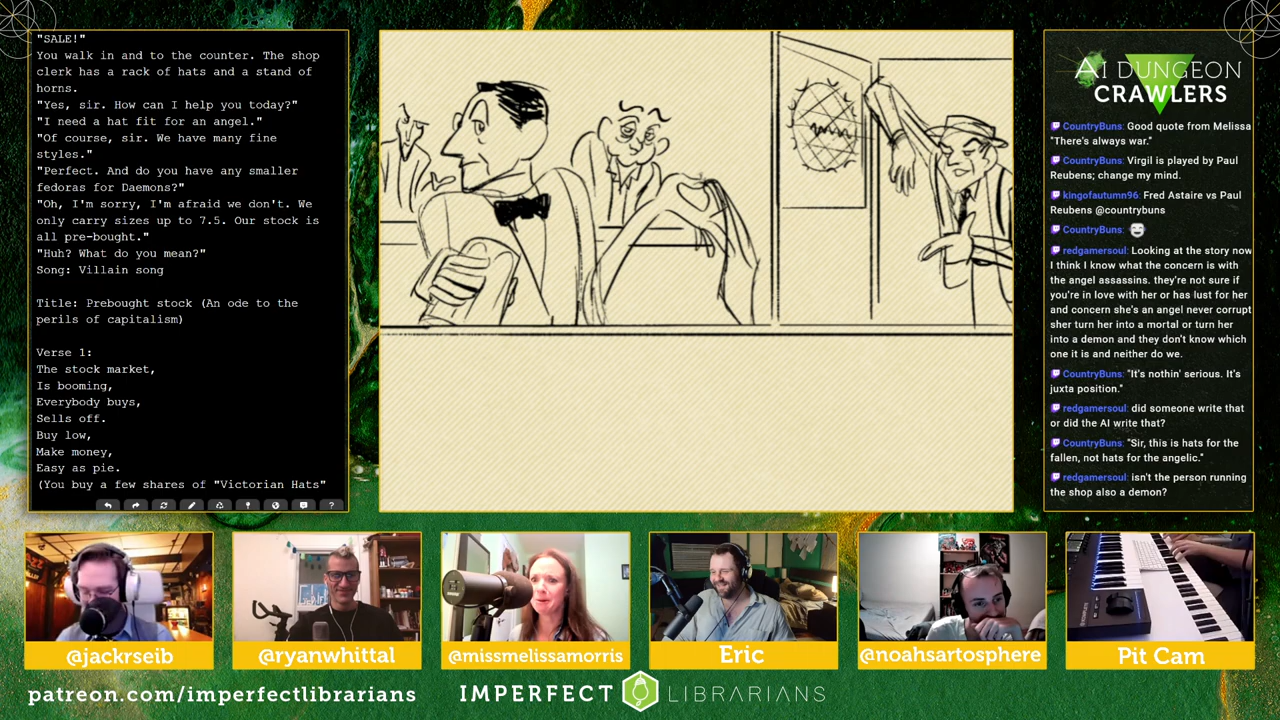 "SALE!"
You walk in and to the counter. The shop
clerk has a rack of hats and a stand of
horns.
"Yes, sir. How can I help you today?"
"I need a hat fit for an angel."
"Of course, sir. We have many fine
styles."
"Perfect. And do you have any smaller
fedoras for Daemons?"
"Oh, I'm sorry, I'm afraid we don't. We
only carry sizes up to 7.5. Our stock is
all pre-bought."
"Huh? What do you mean?"
Song: Villain song
Title: Prebought stock (An ode to the
perils of capitalism)
Verse 1:
The stock market,
Is booming,
Everybody buys,
Sells off.
Buy low,
Make money,
Easy as pie.
(You buy a few shares of "Victorian Hats"
AI DUNGEON
CRAWLERS
CountryBuns: Good quote from Melissa
"There's always war."
CountryBuns: Virgil is played by Paul
Reubens; change my mind.
kingofautumn96: Fred Astaire vs Paul
Reubens @countrybuns
CountryBuns:
redgamersoul: Looking at the story now
I think I know what the concern is with
the angel assassins. they're not sure if
you're in love with her or has lust for her
and concern she's an angel never corrupt
sher turn her into a mortal or turn her
into a demon and they don't know which
one it is and neither do we.
CountryBuns: "It's nothin' serious. It's
juxta position."
redgamersoul: did someone write that
or did the AI write that?
CountryBuns: "Sir, this is hats for the
fallen, not hats for the angelic."
redgamersoul: isn't the person running
the shop also a demon?
@jackrseib
@ryanwhittal
@missmelissamorris
Eric
@noahsartosphere
Pit Cam
patreon.com/imperfectlibrarians
IMPERFECT LIBRARIANS